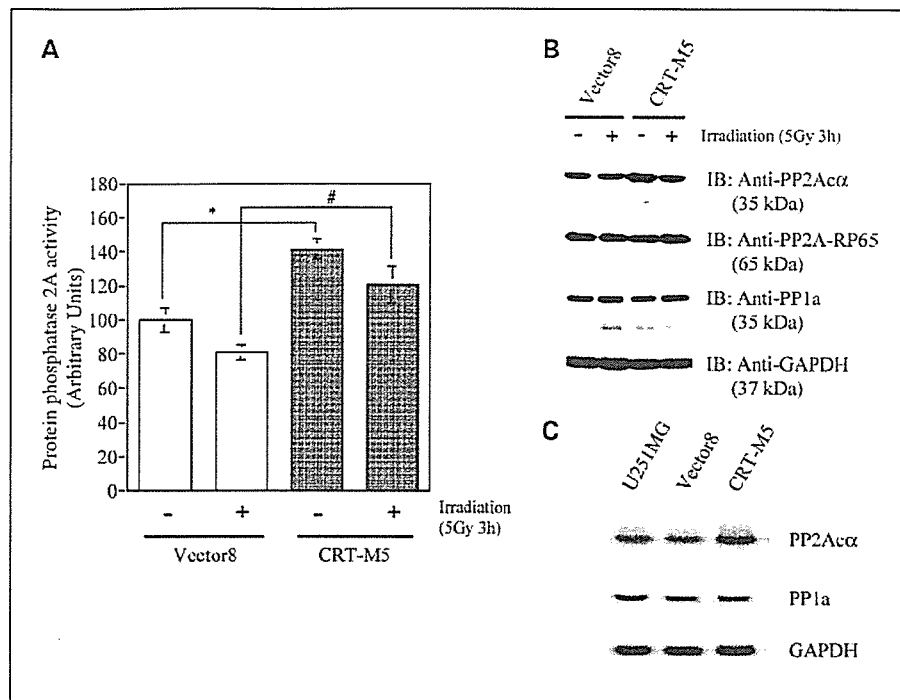 A
Protein phosphatase 2A activity
(Arbitrary Units)
180
160
140
120
100
80
60
40
20
0
*
#
- + - +
Irradiation
(5Gy 3h)
Vector8 CRT-M5
B
Vector8 CRT-M5
- + - + Irradiation (5Gy 3h)
IB: Anti-PP2Acα
(35 kDa)
IB: Anti-PP2A-RP65
(65 kDa)
IB: Anti-PP1a
(35 kDa)
IB: Anti-GAPDH
(37 kDa)
C
U251MG Vector8 CRT-M5
PP2Acα
PP1a
GAPDH